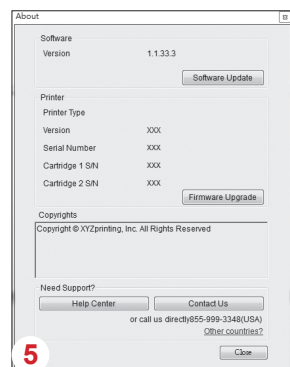 About
Software
Version 1.1.33.3
Software Update
Printer
Printer Type
Version XXX
Serial Number XXX
Cartridge 1 S/N XXX
Cartridge 2 S/N XXX
Firmware Upgrade
Copyrights
Copyright © XYZprinting, Inc. All Rights Reserved
Need Support?
Help Center Contact Us
or call us directly855-999-3348(USA)
Other countries?
5 Close